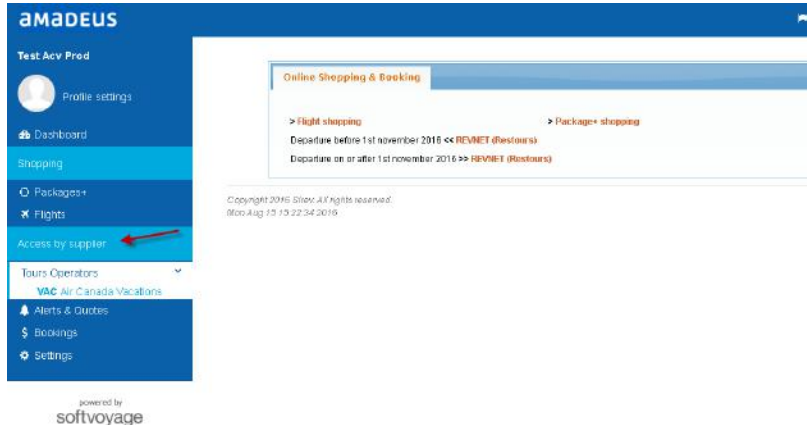 amadeus
Test Acv Prod
Profile settings
Dashboard
Shopping
Packages+
Flights
Access by supplier
Tours Operators
VAC Air Canada Vacations
Alerts & Quotes
$ Bookings
Settings
powered by
softvoyage
Online Shopping & Booking
> Flight shopping
> Package+ shopping
Departure before 1st november 2016 << REVNET (Restours)
Departure on or after 1st november 2016 >> REVNET (Restours)
Copyright 2016 Sirev. All rights reserved.
Mon Aug 15 15:22:34 2016